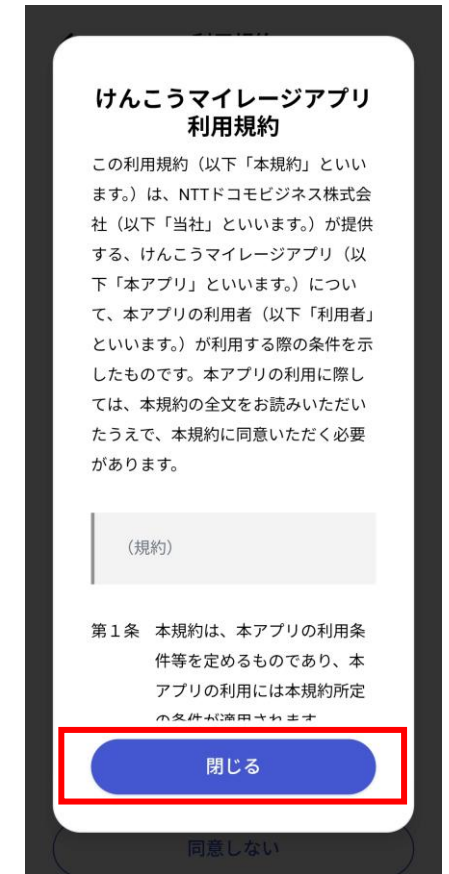 けんこうマイレージアプリ
利用規約
この利用規約（以下「本規約」といい
ます。）は、NTTドコモビジネス株式会
社（以下「当社」といいます。）が提供
する、けんこうマイレージアプリ（以
下「本アプリ」といいます。）につい
て、本アプリの利用者（以下「利用者」
といいます。）が利用する際の条件を示
したものです。本アプリの利用に際し
ては、本規約の全文をお読みいただい
たうえで、本規約に同意いただく必要
があります。
（規約）
第１条 本規約は、本アプリの利用条
件等を定めるものであり、本
アプリの利用には本規約所定
の条件が適用されます
閉じる
同意しない